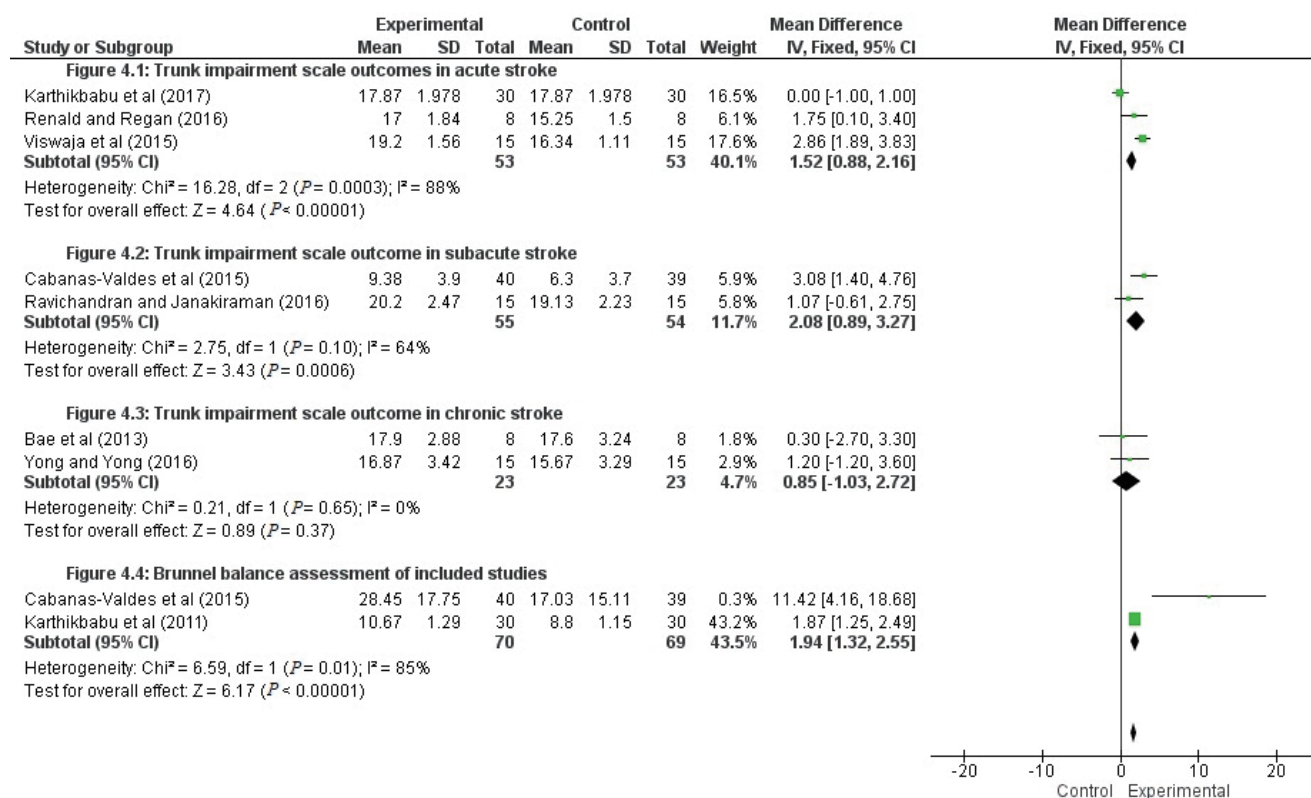 Experimental Control Mean Difference Mean Difference
Study or Subgroup Mean SD Total Mean SD Total Weight IV, Fixed, 95% CI IV, Fixed, 95% CI
Figure 4.1: Trunk impairment scale outcomes in acute stroke
Karthikbabu et al (2017) 17.87 1.978 30 17.87 1.978 30 16.5% 0.00 [-1.00, 1.00]
Renald and Regan (2016) 17 1.84 8 15.25 1.5 8 6.1% 1.75 [0.10, 3.40]
Viswaja et al (2015) 19.2 1.56 15 16.34 1.11 15 17.6% 2.86 [1.89, 3.83]
Subtotal (95% CI) 53 53 40.1% 1.52 [0.88, 2.16]
Heterogeneity: Chi² = 16.28, df = 2 (P = 0.0003); I² = 88%
Test for overall effect: Z = 4.64 (P < 0.00001)
Figure 4.2: Trunk impairment scale outcome in subacute stroke
Cabanas-Valdes et al (2015) 9.38 3.9 40 6.3 3.7 39 5.9% 3.08 [1.40, 4.76]
Ravichandran and Janakiraman (2016) 20.2 2.47 15 19.13 2.23 15 5.8% 1.07 [-0.61, 2.75]
Subtotal (95% CI) 55 54 11.7% 2.08 [0.89, 3.27]
Heterogeneity: Chi² = 2.75, df = 1 (P = 0.10); I² = 64%
Test for overall effect: Z = 3.43 (P = 0.0006)
Figure 4.3: Trunk impairment scale outcome in chronic stroke
Bae et al (2013) 17.9 2.88 8 17.6 3.24 8 1.8% 0.30 [-2.70, 3.30]
Yong and Yong (2016) 16.87 3.42 15 15.67 3.29 15 2.9% 1.20 [-1.20, 3.60]
Subtotal (95% CI) 23 23 4.7% 0.85 [-1.03, 2.72]
Heterogeneity: Chi² = 0.21, df = 1 (P = 0.65); I² = 0%
Test for overall effect: Z = 0.89 (P = 0.37)
Figure 4.4: Brunnel balance assessment of included studies
Cabanas-Valdes et al (2015) 28.45 17.75 40 17.03 15.11 39 0.3% 11.42 [4.16, 18.68]
Karthikbabu et al (2011) 10.67 1.29 30 8.8 1.15 30 43.2% 1.87 [1.25, 2.49]
Subtotal (95% CI) 70 69 43.5% 1.94 [1.32, 2.55]
Heterogeneity: Chi² = 6.59, df = 1 (P = 0.01); I² = 85%
Test for overall effect: Z = 6.17 (P < 0.00001)
-20 -10 0 10 20
Control Experimental